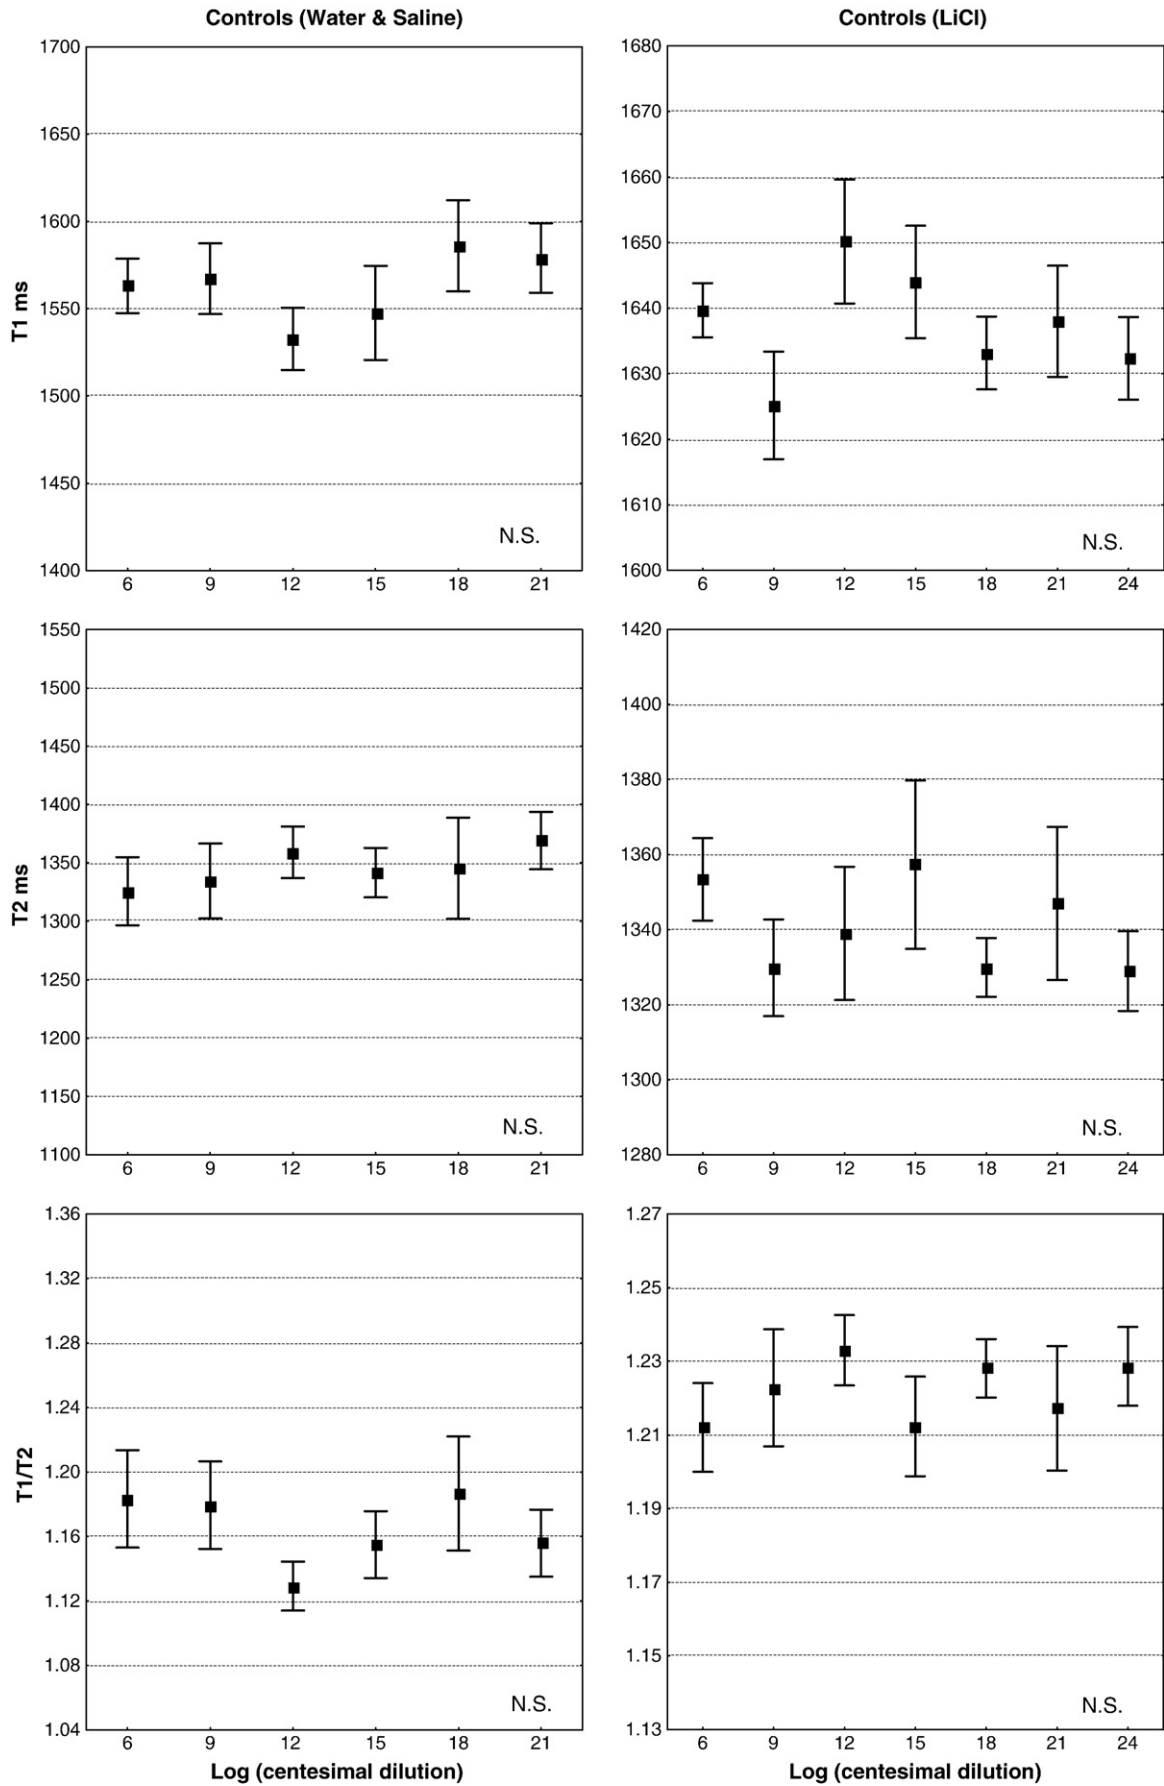 Controls (Water & Saline)
Controls (LiCl)
T1 ms
1700
1650
1600
1550
1500
1450
1400
N.S.
6 9 12 15 18 21
1680
1670
1660
1650
1640
1630
1620
1610
1600
N.S.
6 9 12 15 18 21 24
T2 ms
1550
1500
1450
1400
1350
1300
1250
1200
1150
1100
N.S.
6 9 12 15 18 21
1420
1400
1380
1360
1340
1320
1300
1280
N.S.
6 9 12 15 18 21 24
T1/T2
1.36
1.32
1.28
1.24
1.20
1.16
1.12
1.08
1.04
N.S.
6 9 12 15 18 21
Log (centesimal dilution)
1.27
1.25
1.23
1.21
1.19
1.17
1.15
1.13
N.S.
6 9 12 15 18 21 24
Log (centesimal dilution)